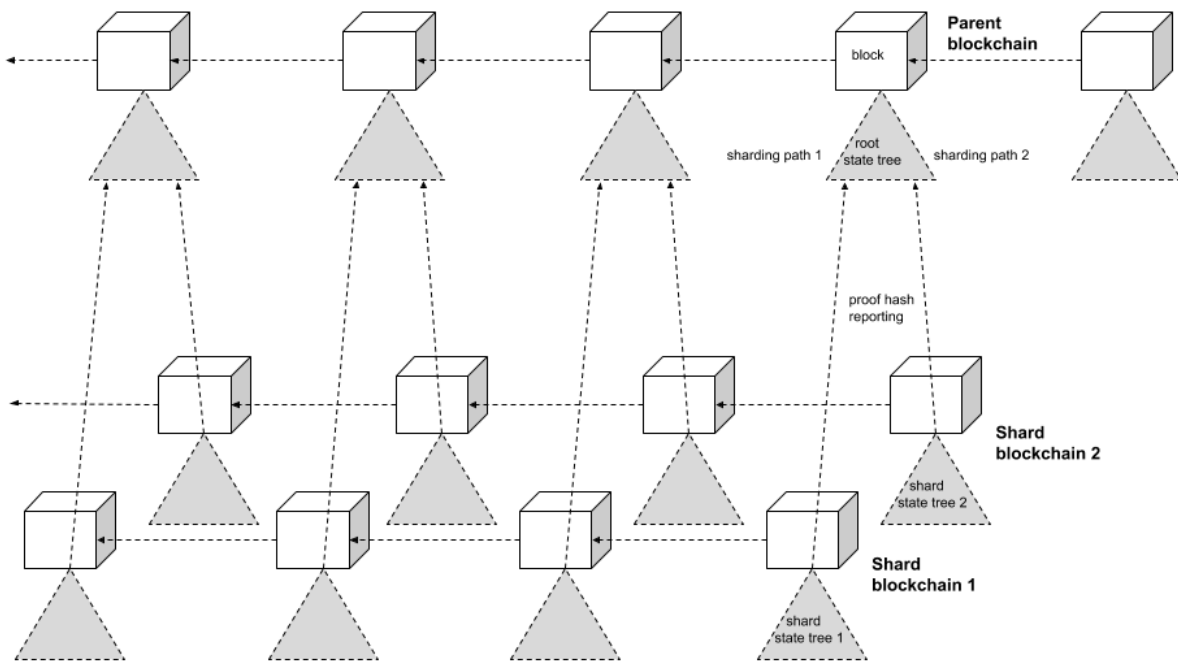 Parent
blockchain
block
sharding path 1
root
state tree
sharding path 2
proof hash
reporting
Shard
blockchain 2
shard
state tree 2
Shard
blockchain 1
shard
state tree 1